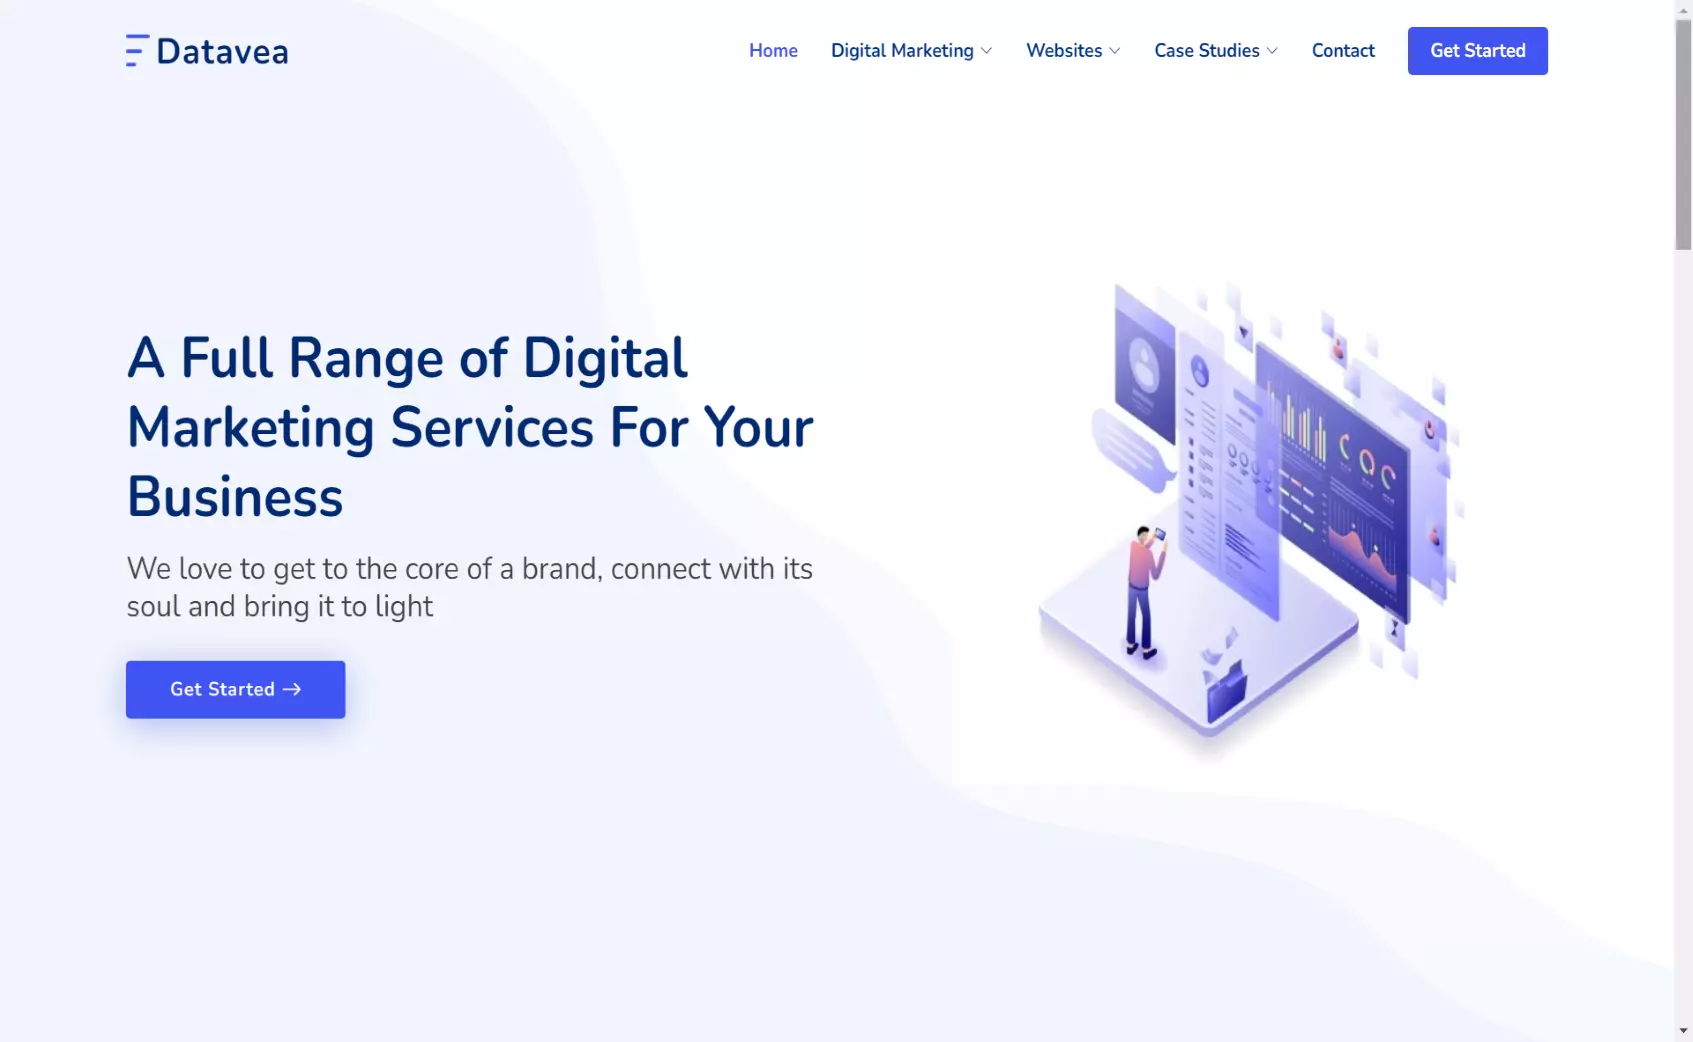 Datavea
Home
Digital Marketing
Websites
Case Studies
Contact
Get Started
A Full Range of Digital
Marketing Services For Your
Business
We love to get to the core of a brand, connect with its
soul and bring it to light
Get Started →